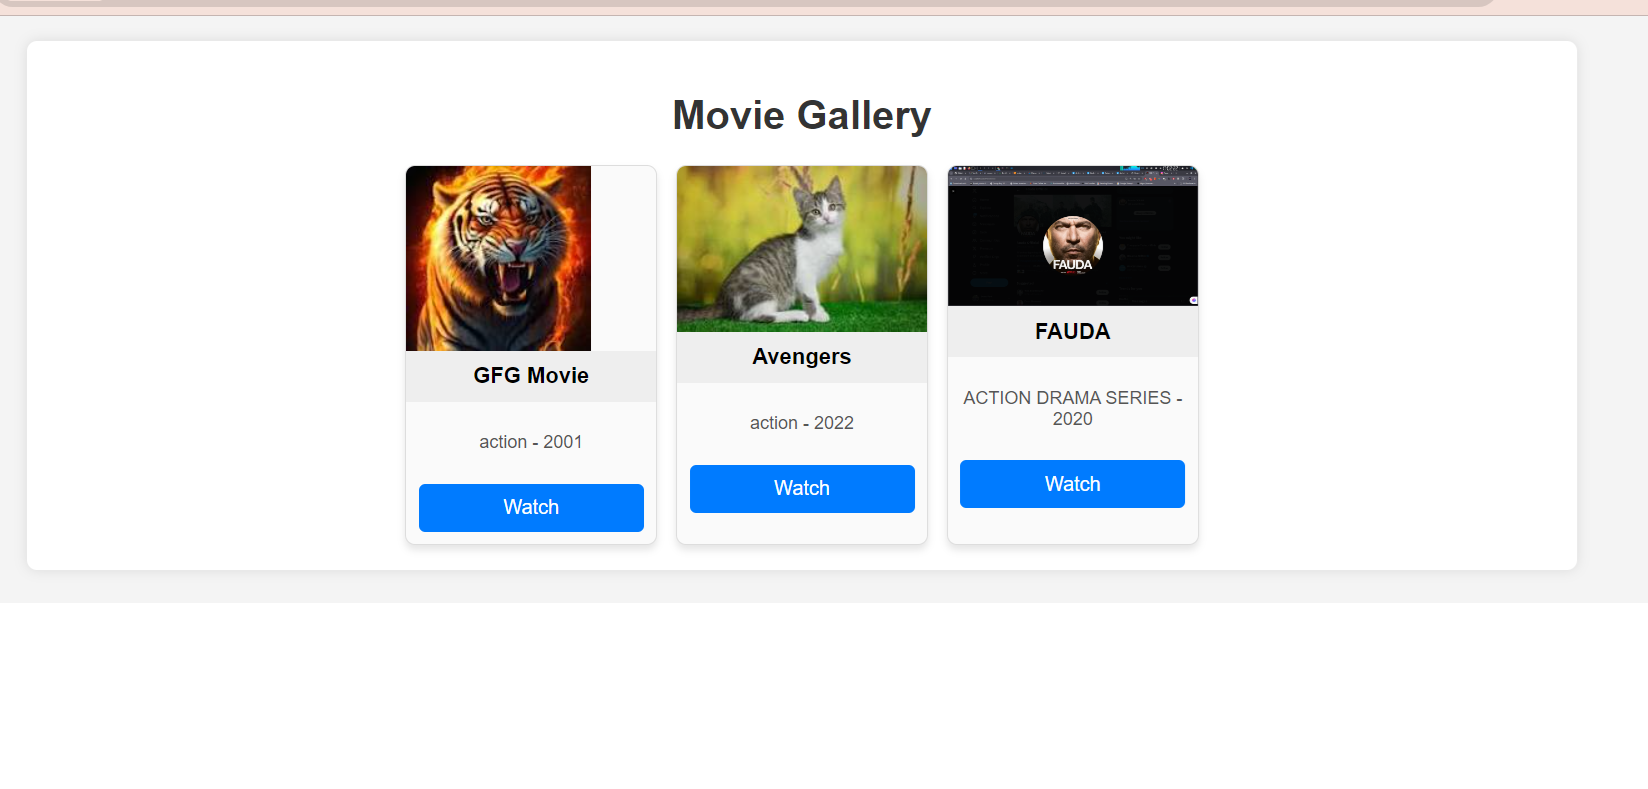 Movie Gallery
GFG Movie
action - 2001
Watch
Avengers
action - 2022
Watch
FAUDA
FAUDA
ACTION DRAMA SERIES -
2020
Watch